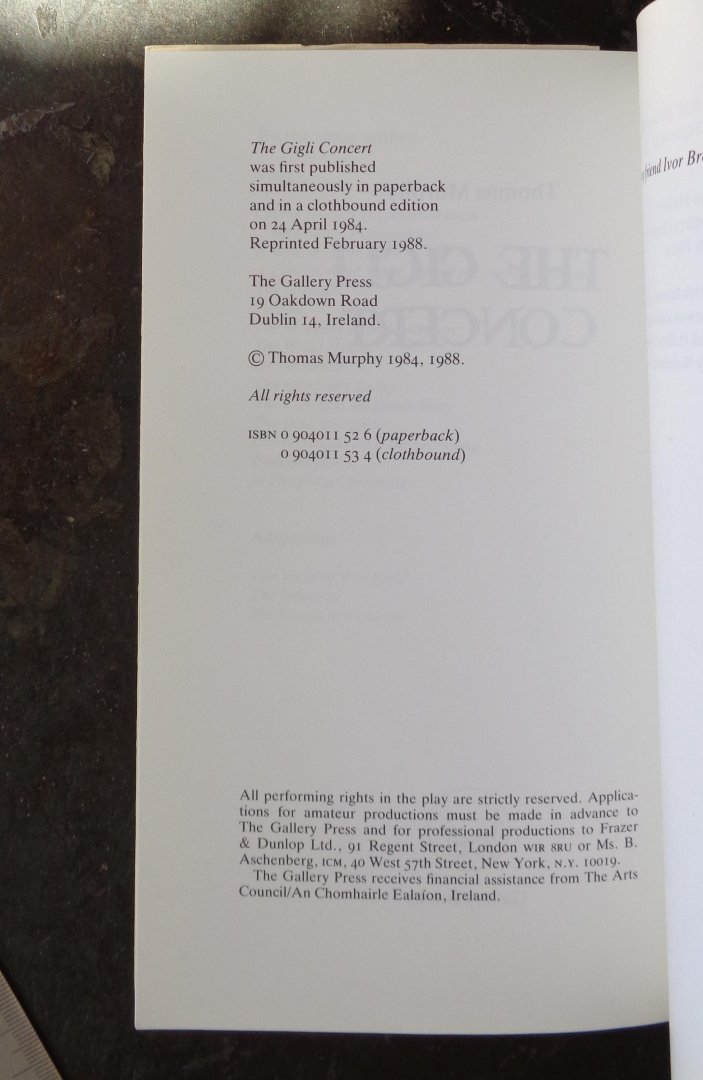 The Gigli Concert
was first published
simultaneously in paperback
and in a clothbound edition
on 24 April 1984.
Reprinted February 1988.
The Gallery Press
19 Oakdown Road
Dublin 14, Ireland.
© Thomas Murphy 1984, 1988.
All rights reserved
ISBN 0 904011 52 6 (paperback)
0 904011 53 4 (clothbound)
All performing rights in the play are strictly reserved. Applica-
tions for amateur productions must be made in advance to
The Gallery Press and for professional productions to Frazer
& Dunlop Ltd., 91 Regent Street, London W1R 8RU or Ms. B.
Aschenberg, ICM, 40 West 57th Street, New York, N.Y. 10019.
The Gallery Press receives financial assistance from The Arts
Council/An Chomhairle Ealaíon, Ireland.
friend Ivor